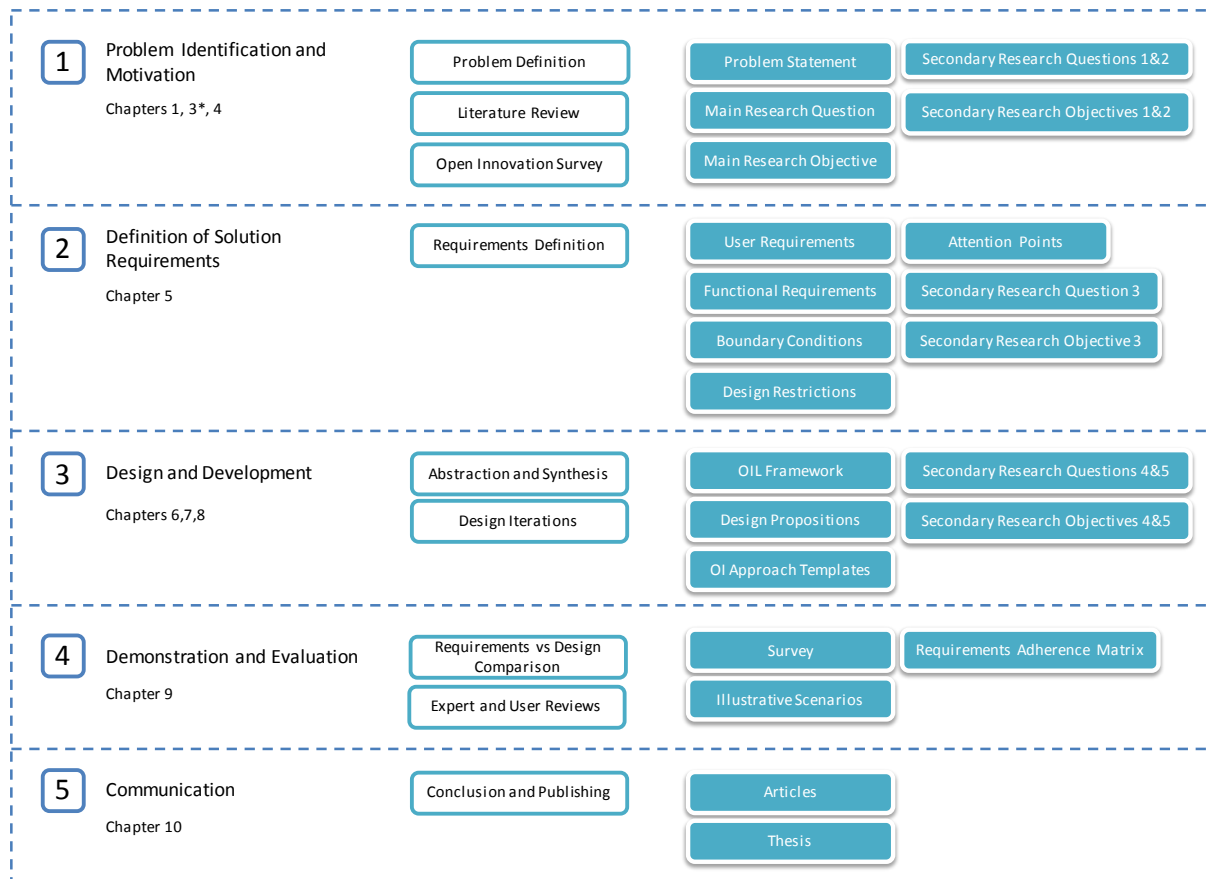 1
Problem Identification and
Motivation
Chapters 1, 3*, 4
Problem Definition
Literature Review
Open Innovation Survey
Problem Statement
Main Research Question
Main Research Objective
Secondary Research Questions 1&2
Secondary Research Objectives 1&2
2
Definition of Solution
Requirements
Chapter 5
Requirements Definition
User Requirements
Functional Requirements
Boundary Conditions
Design Restrictions
Attention Points
Secondary Research Question 3
Secondary Research Objective 3
3
Design and Development
Chapters 6,7,8
Abstraction and Synthesis
Design Iterations
OIL Framework
Design Propositions
OI Approach Templates
Secondary Research Questions 4&5
Secondary Research Objectives 4&5
4
Demonstration and Evaluation
Chapter 9
Requirements vs Design
Comparison
Expert and User Reviews
Survey
Illustrative Scenarios
Requirements Adherence Matrix
5
Communication
Chapter 10
Conclusion and Publishing
Articles
Thesis